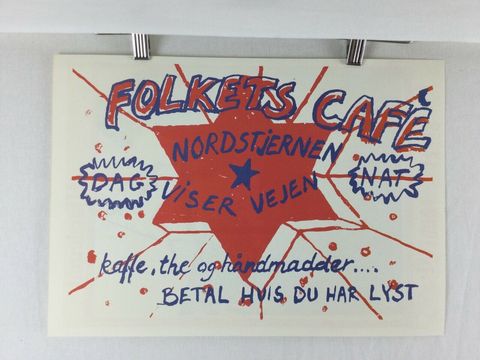 FOLKETS CAFÉ
NORDSTJERNEN
DAG
NAT
VISER VEJEN
kaffe, the og håndmadder....
BETAL HVIS DU HAR LYST